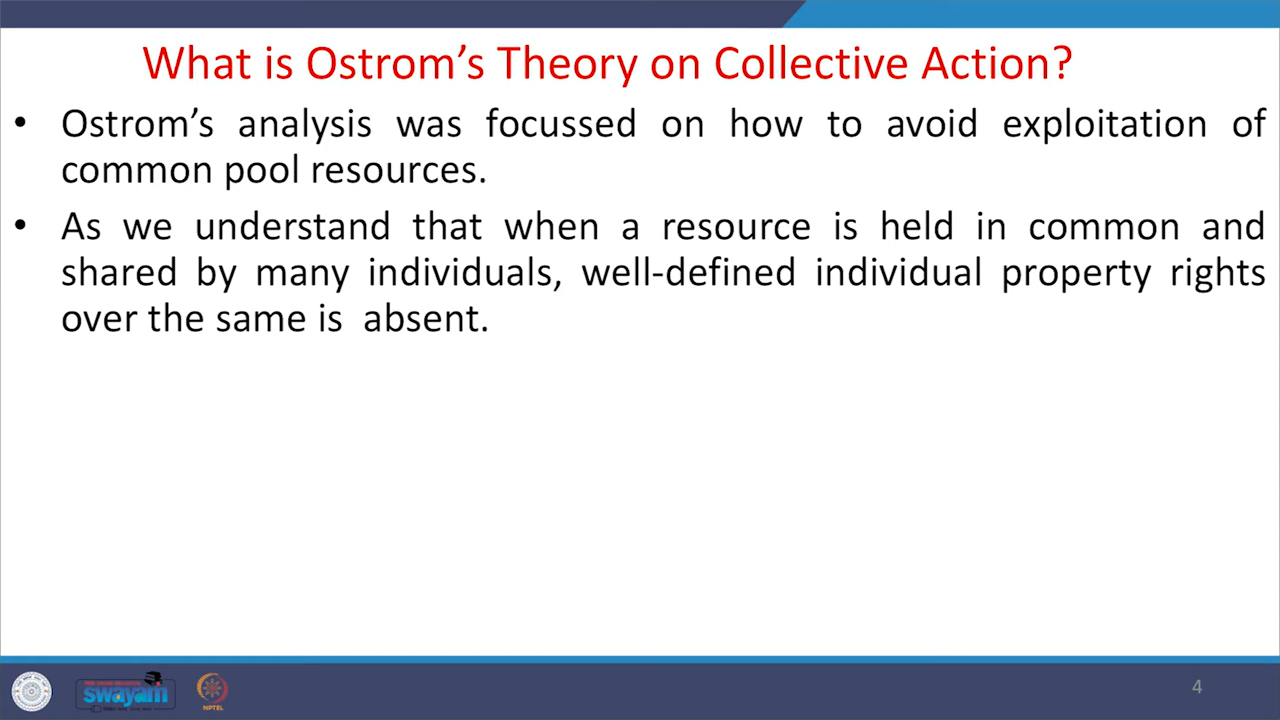 What is Ostrom’s Theory on Collective Action?
• Ostrom’s analysis was focussed on how to avoid exploitation of
common pool resources.
• As we understand that when a resource is held in common and
shared by many individuals, well-defined individual property rights
over the same is absent.
swayam
NPTEL
4